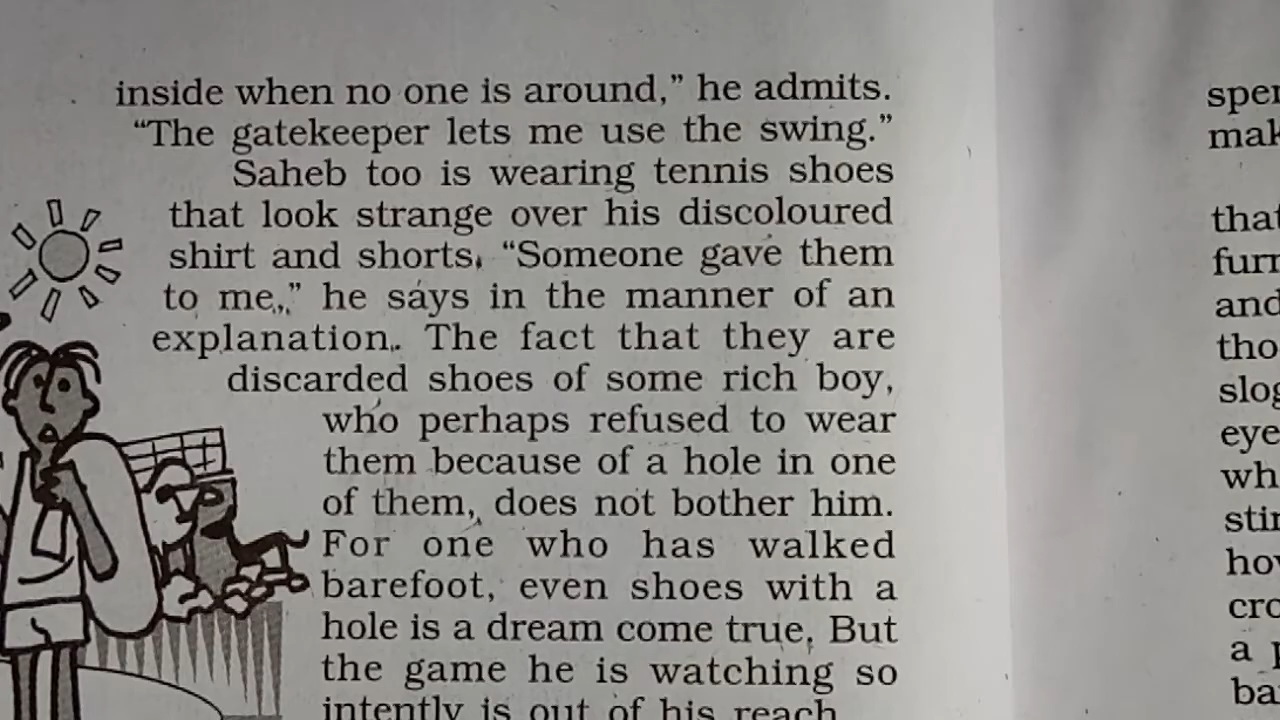 inside when no one is around,” he admits.
“The gatekeeper lets me use the swing.”
Saheb too is wearing tennis shoes
that look strange over his discoloured
shirt and shorts. “Someone gave them
to me,” he says in the manner of an
explanation. The fact that they are
discarded shoes of some rich boy,
who perhaps refused to wear
them because of a hole in one
of them, does not bother him.
For one who has walked
barefoot, even shoes with a
hole is a dream come true. But
the game he is watching so
intently is out of his reach
and
a